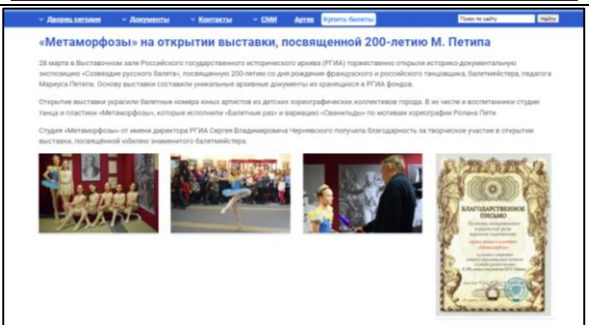 Дворец сегодня Документы Контакты СМИ Артек Купить билеты Поиск по сайту Найти
«Метаморфозы» на открытии выставки, посвященной 200-летию М. Петипа
28 марта в Выставочном зале Российского государственного исторического архива (РГИА) торжественно открыли историко-документальную
экспозицию «Созвездие русского балета», посвященную 200-летию со дня рождения французского и российского танцовщика, балетмейстера, педагога
Мариуса Петипа. Основу выставки составили уникальные архивные документы из хранящихся в РГИА фондов.
Открытие выставки украсили балетные номера юных артистов из детских хореографических коллективов города. В их числе и воспитанники студии
танца и пластики «Метаморфозы», которые исполнили «Балетные pas» и вариацию «Сванильды» по мотивам хореографии Ролана Пети.
Студия «Метаморфозы» от имени директора РГИА Сергея Владимировича Чернявского получила благодарность за творческое участие в открытии
выставки, посвящённой юбилею знаменитого балетмейстера.
БЛАГОДАРСТВЕННОЕ
ПИСЬМО